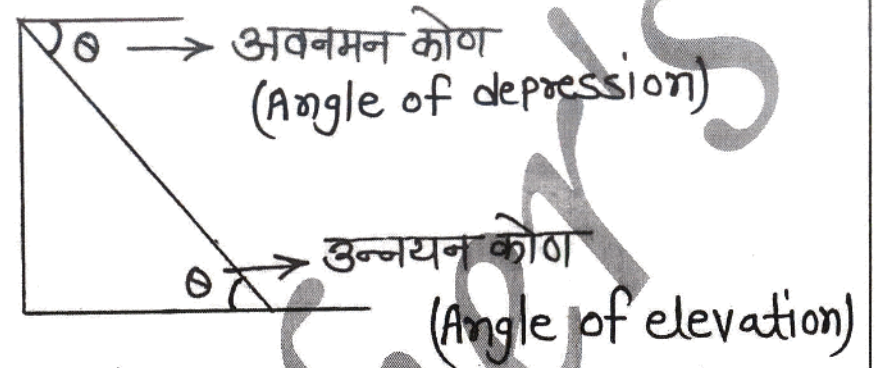 θ → अवनमन कोण
(Angle of depression)
θ → उन्नयन कोण
(Angle of elevation)